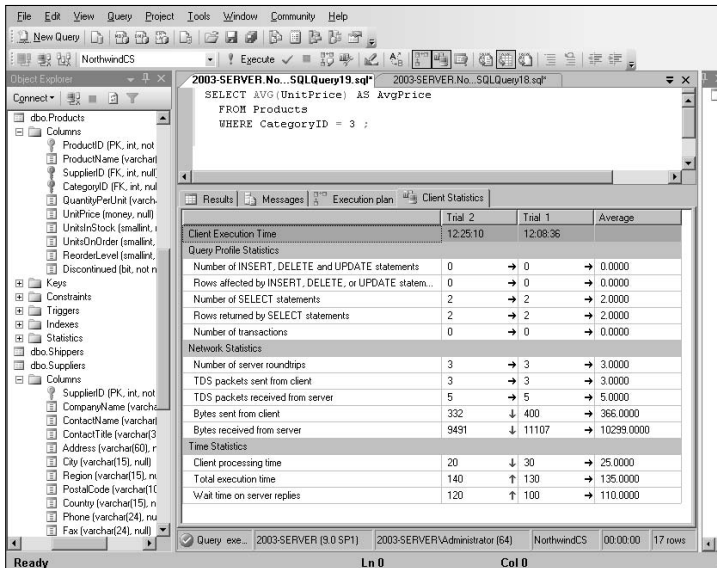 File Edit View Query Project Tools Window Community Help
New Query
NorthwindCS Execute
Object Explorer
Connect
dbo.Products
Columns
ProductID (PK, int, not
ProductName (varchar(
SupplierID (FK, int, null
CategoryID (FK, int, nul
QuantityPerUnit (varch
UnitPrice (money, null)
UnitsInStock (smallint,
UnitsOnOrder (smallint,
ReorderLevel (smallint,
Discontinued (bit, not n
Keys
Constraints
Triggers
Indexes
Statistics
dbo.Shippers
dbo.Suppliers
Columns
SupplierID (PK, int, not
CompanyName (varcha
ContactName (varchar(
ContactTitle (varchar(3
Address (varchar(60), n
City (varchar(15), null)
Region (varchar(15), nu
PostalCode (varchar(10
Country (varchar(15), n
Phone (varchar(24), nu
Fax (varchar(24), null)
2003-SERVER.No...SQLQuery19.sql* 2003-SERVER.No...SQLQuery18.sql*
SELECT AVG(UnitPrice) AS AvgPrice
FROM Products
WHERE CategoryID = 3 ;
Results Messages Execution plan Client Statistics
Trial 2 Trial 1 Average
Client Execution Time 12:25:10 12:08:36
Query Profile Statistics
Number of INSERT, DELETE and UPDATE statements 0 → 0 → 0.0000
Rows affected by INSERT, DELETE, or UPDATE statem... 0 → 0 → 0.0000
Number of SELECT statements 2 → 2 → 2.0000
Rows returned by SELECT statements 2 → 2 → 2.0000
Number of transactions 0 → 0 → 0.0000
Network Statistics
Number of server roundtrips 3 → 3 → 3.0000
TDS packets sent from client 3 → 3 → 3.0000
TDS packets received from server 5 → 5 → 5.0000
Bytes sent from client 332 ↓ 400 → 366.0000
Bytes received from server 9491 ↓ 11107 → 10299.0000
Time Statistics
Client processing time 20 ↓ 30 → 25.0000
Total execution time 140 ↑ 130 → 135.0000
Wait time on server replies 120 ↑ 100 → 110.0000
Query exe... 2003-SERVER (9.0 SP1) 2003-SERVER\Administrator (64) NorthwindCS 00:00:00 17 rows
Ready Ln 0 Col 0